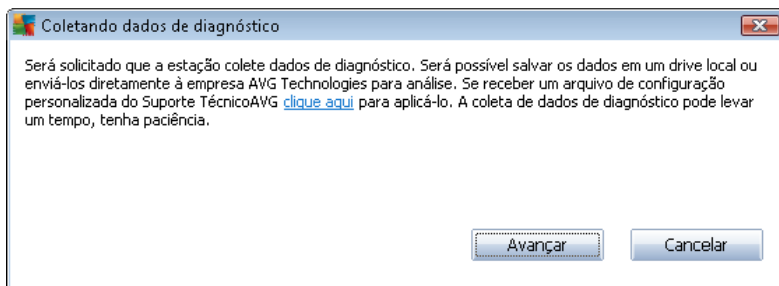 Coletando dados de diagnóstico
Será solicitado que a estação colete dados de diagnóstico. Será possível salvar os dados em um drive local ou
enviá-los diretamente à empresa AVG Technologies para análise. Se receber um arquivo de configuração
personalizada do Suporte TécnicoAVG clique aqui para aplicá-lo. A coleta de dados de diagnóstico pode levar
um tempo, tenha paciência.
Avançar Cancelar